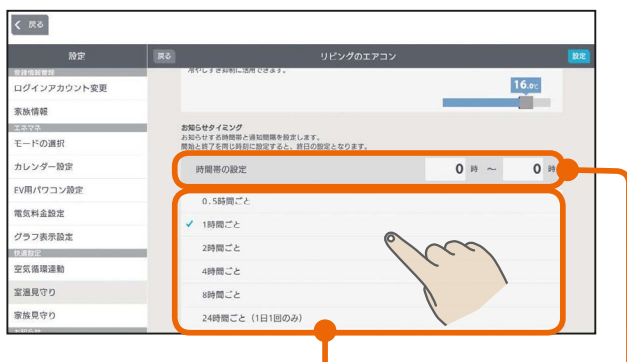 戻る
設定
戻る
リビングのエアコン
設定
登録情報管理
ログインアカウント変更
家族情報
エネマネ
モードの選択
カレンダー設定
EV用パワコン設定
電気料金設定
グラフ表示設定
快適設定
空気循環連動
室温見守り
家族見守り
お知らせ
冷やしすぎ抑制に活用できます。
16.0℃
お知らせタイミング
お知らせする時間帯と通知間隔を設定します。
開始と終了を同じ時刻に設定すると、終日の設定となります。
時間帯の設定 0 時 ～ 0 時
0.5時間ごと
✓ 1時間ごと
2時間ごと
4時間ごと
8時間ごと
24時間ごと（1日1回のみ）